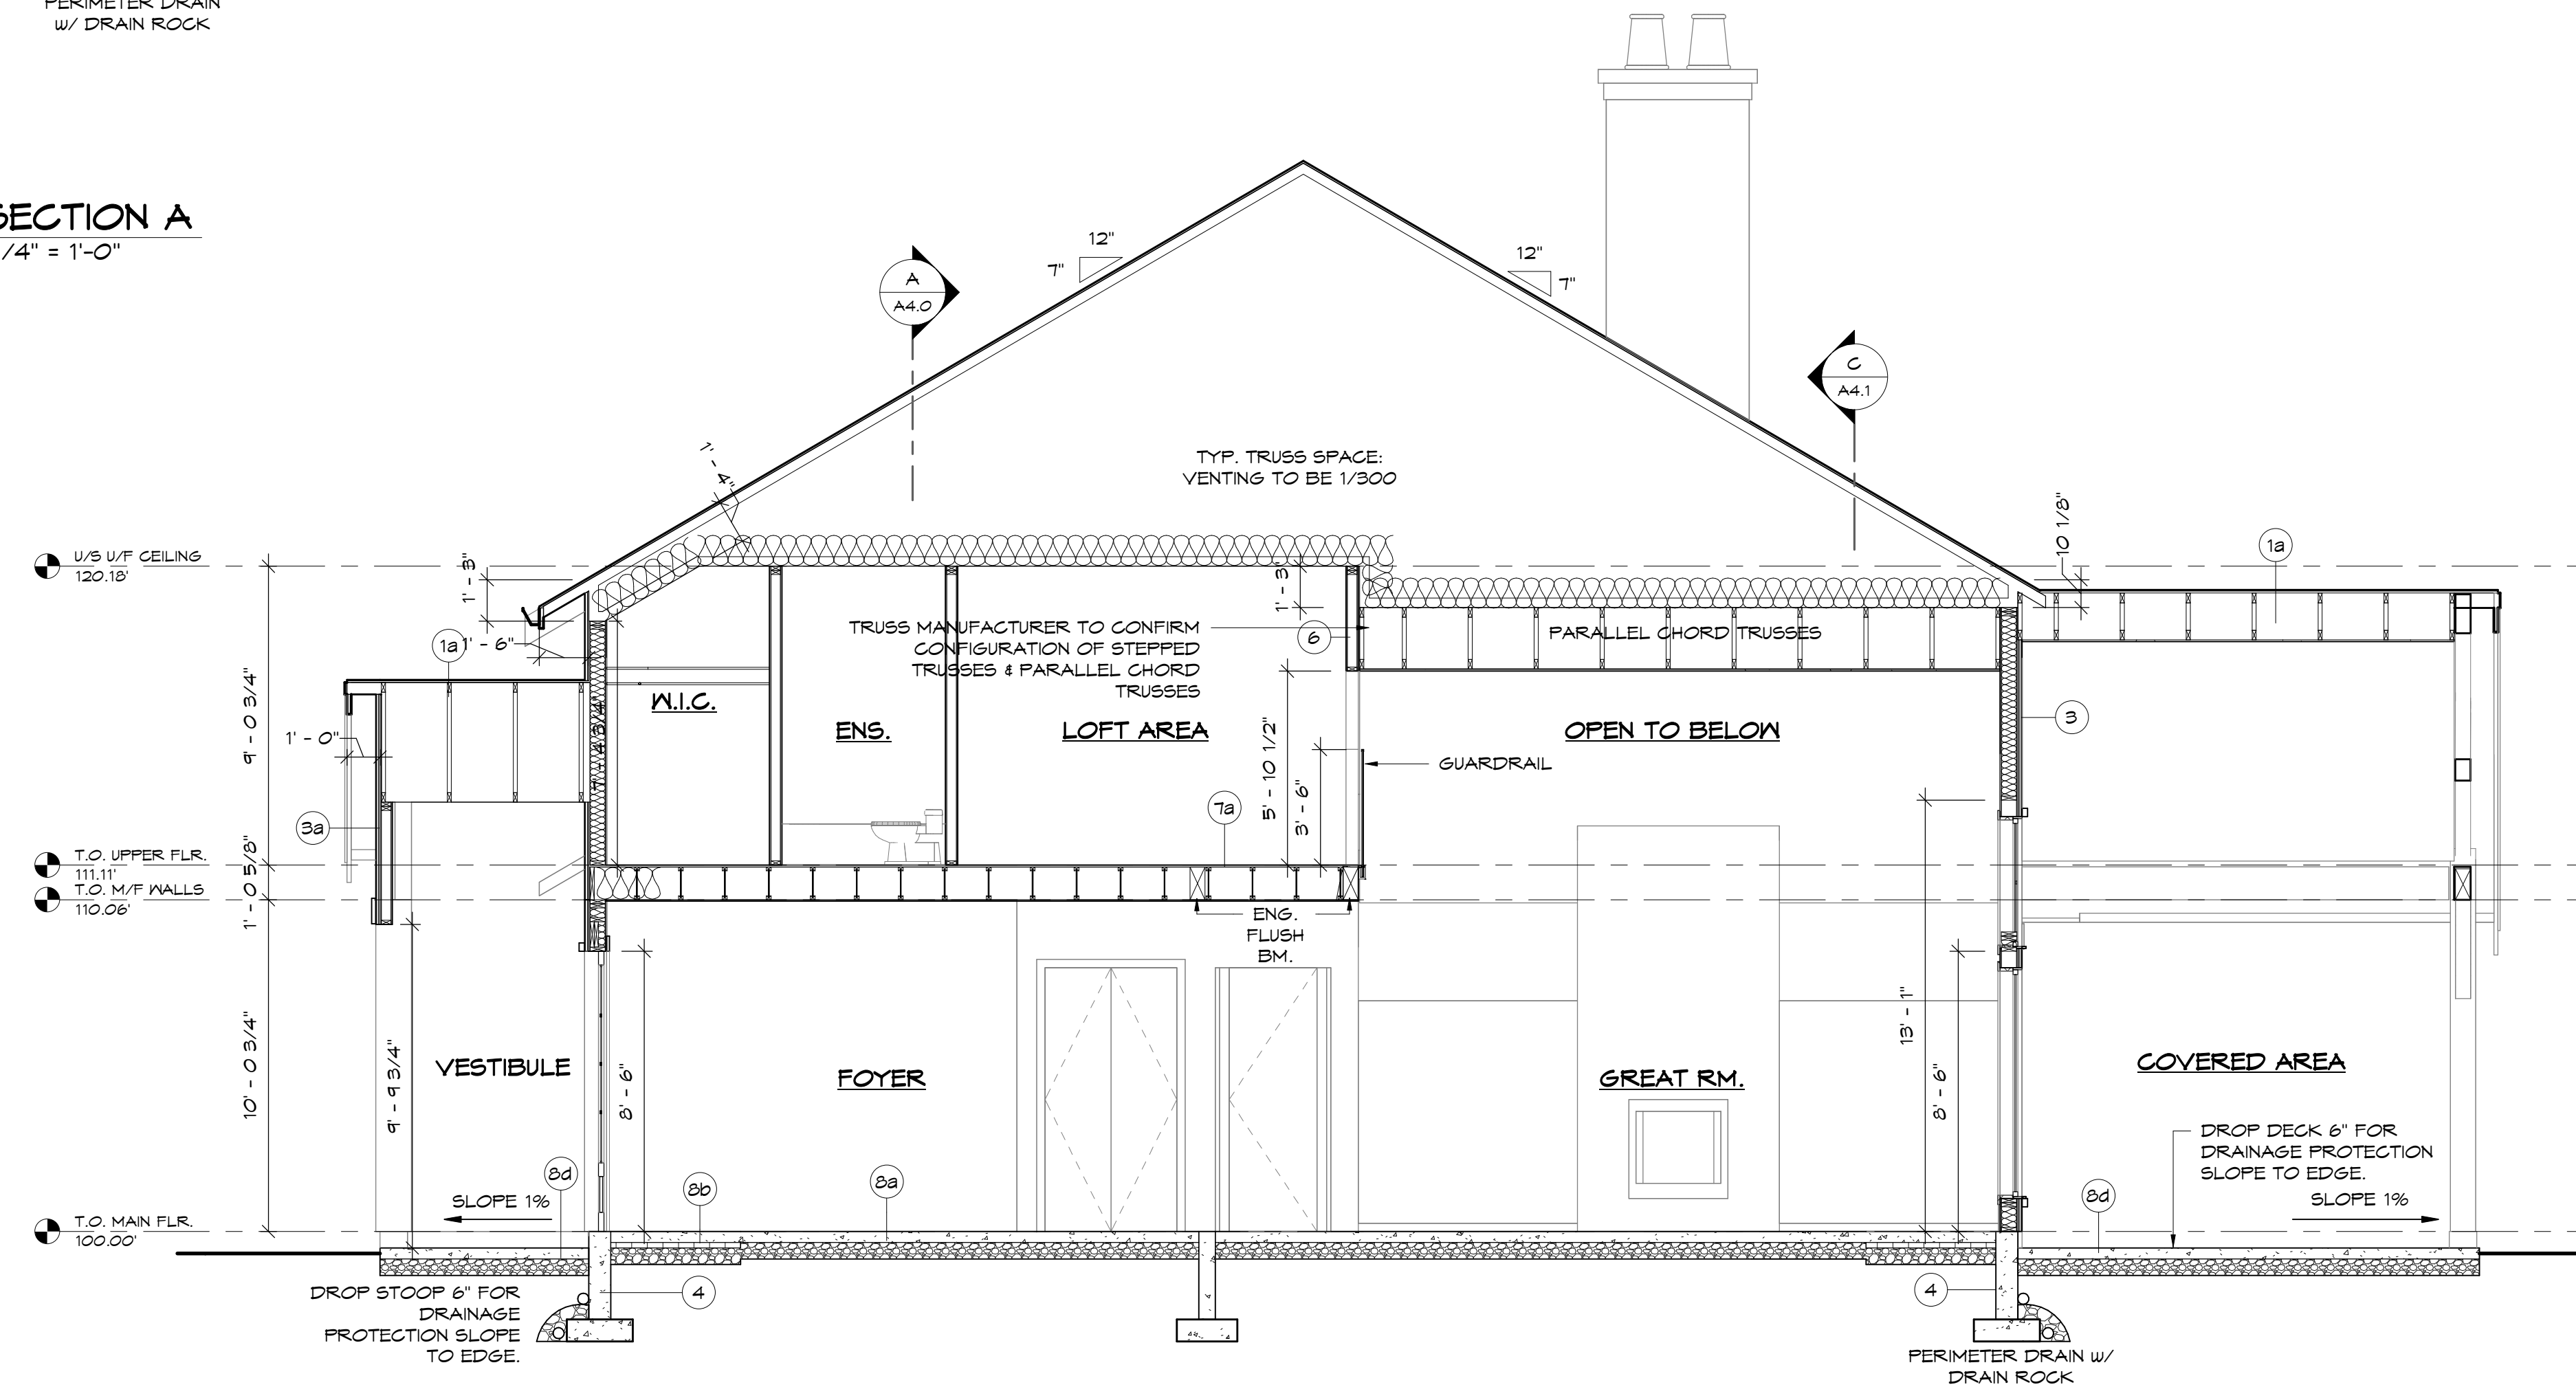 PERIMETER DRAIN
w/ DRAIN ROCK
SECTION A
/4" = 1'-0"
12"
7"
12"
7"
A
A4.0
C
A4.1
1' - 4"
TYP. TRUSS SPACE:
VENTING TO BE 1/300
10 1/8"
1a
U/S U/F CEILING
120.18'
1' - 3"
1' - 3"
1a
1' - 6"
TRUSS MANUFACTURER TO CONFIRM
CONFIGURATION OF STEPPED
TRUSSES & PARALLEL CHORD
TRUSSES
6
PARALLEL CHORD TRUSSES
9' - 0 3/4"
W.I.C.
7' - 4 3/4"
ENS.
LOFT AREA
OPEN TO BELOW
3
1' - 0"
5' - 10 1/2"
3' - 6"
GUARDRAIL
3a
7a
T.O. UPPER FLR.
111.11'
1' - 0 5/8"
T.O. M/F WALLS
110.06'
ENG.
FLUSH
BM.
10' - 0 3/4"
9' - 9 3/4"
VESTIBULE
8' - 6"
FOYER
GREAT RM.
13' - 1"
8' - 6"
COVERED AREA
DROP DECK 6" FOR
DRAINAGE PROTECTION
SLOPE TO EDGE.
8d
8b
8a
8d
SLOPE 1%
SLOPE 1%
T.O. MAIN FLR.
100.00'
DROP STOOP 6" FOR
DRAINAGE
PROTECTION SLOPE
TO EDGE.
4
4
PERIMETER DRAIN w/
DRAIN ROCK